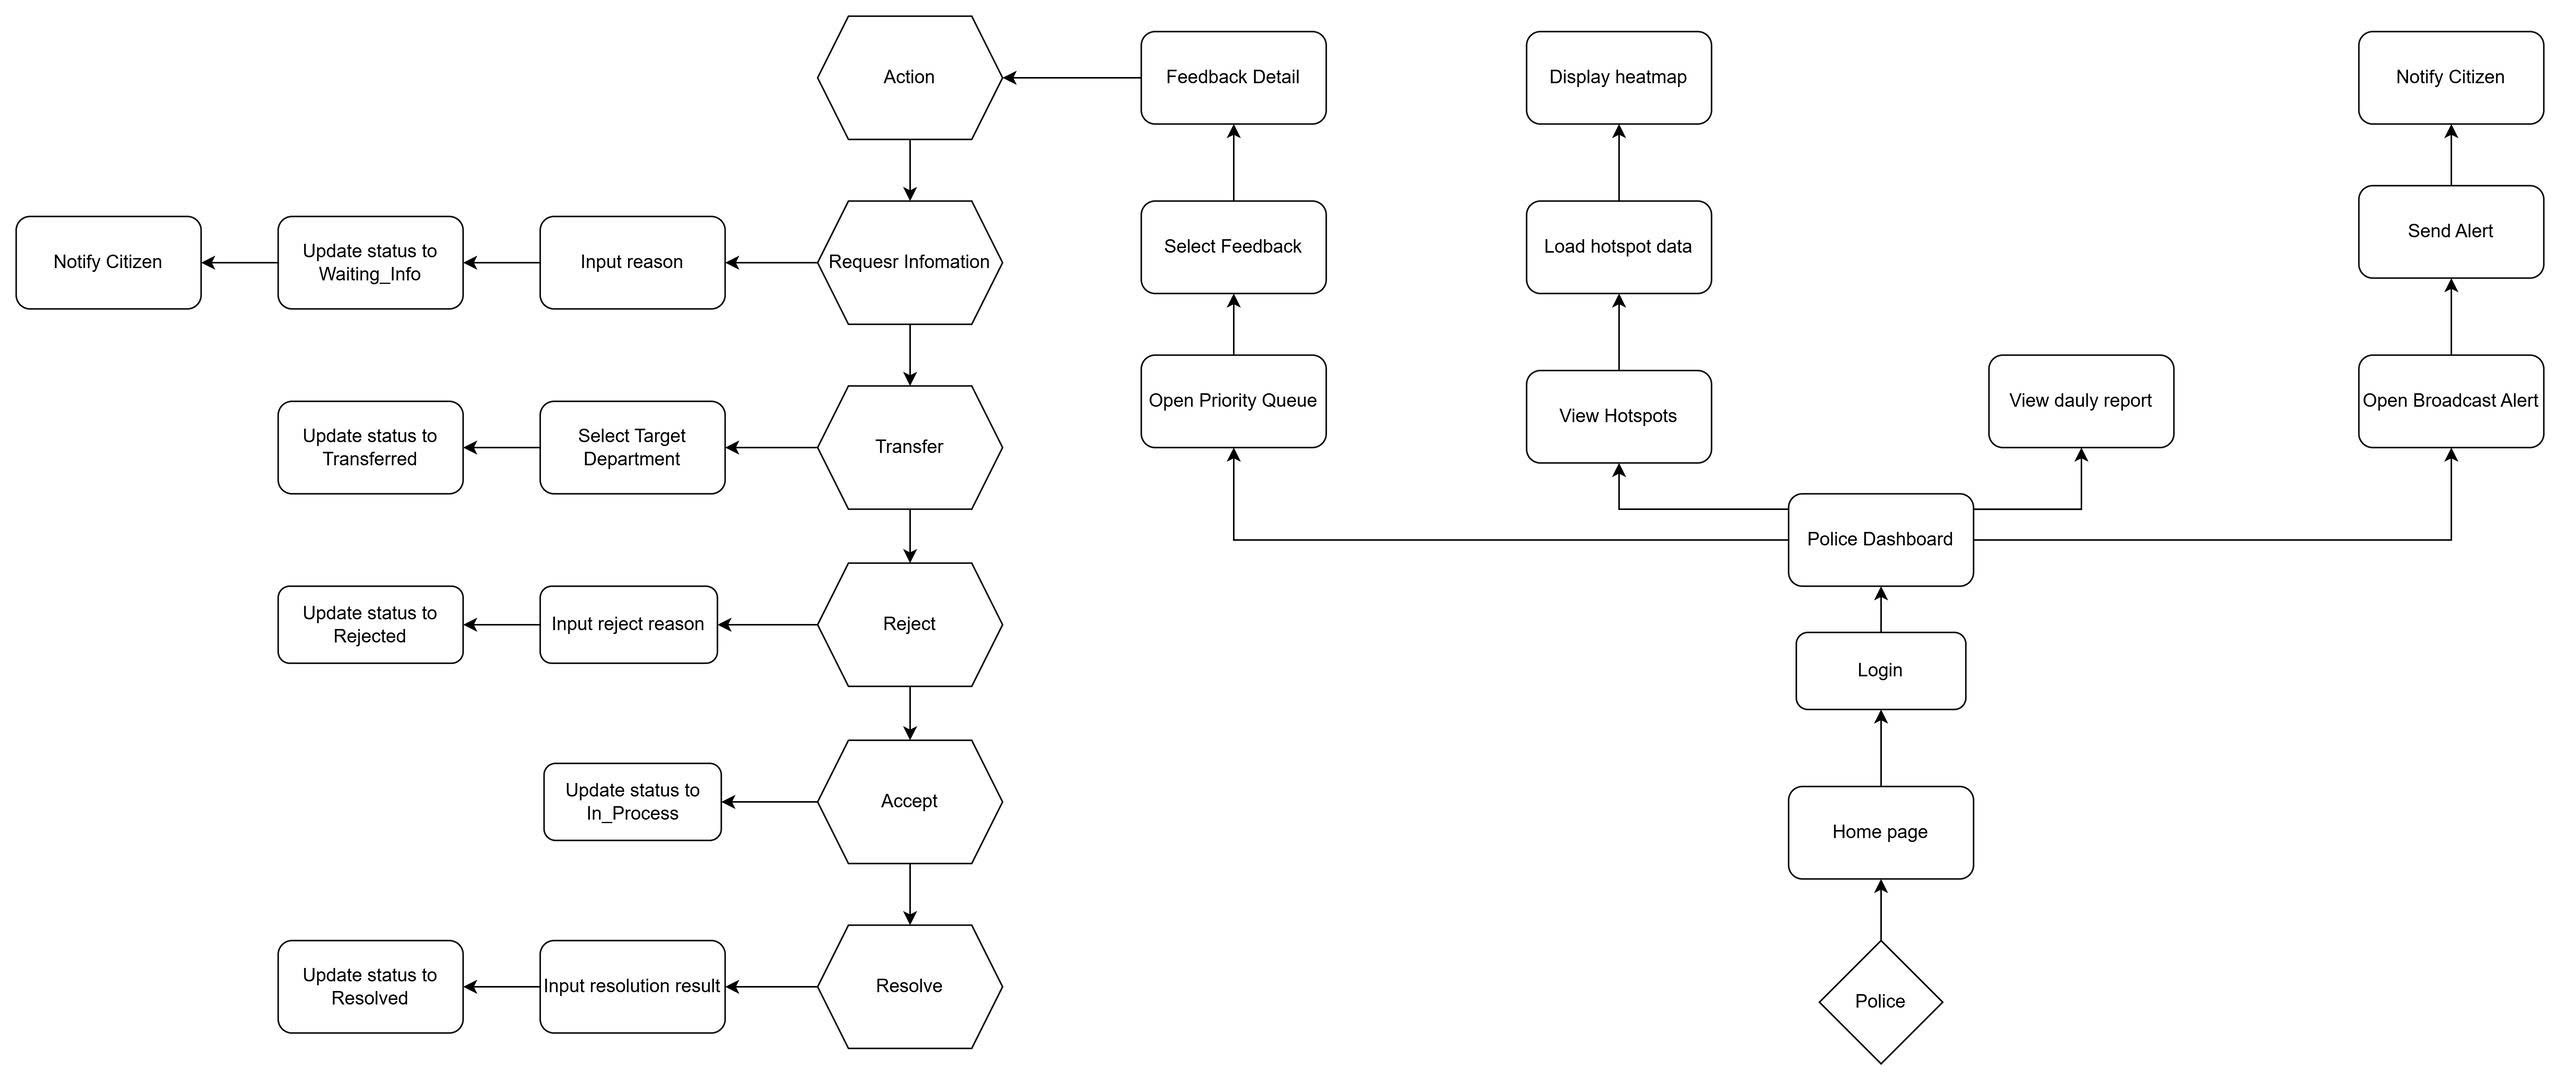 Action
Feedback Detail
Display heatmap
Notify Citizen
Notify Citizen
Update status to
Waiting_Info
Input reason
Requesr Infomation
Select Feedback
Load hotspot data
Send Alert
Update status to
Transferred
Select Target
Department
Transfer
Open Priority Queue
View Hotspots
View dauly report
Open Broadcast Alert
Police Dashboard
Update status to
Rejected
Input reject reason
Reject
Login
Update status to
In_Process
Accept
Home page
Update status to
Resolved
Input resolution result
Resolve
Police